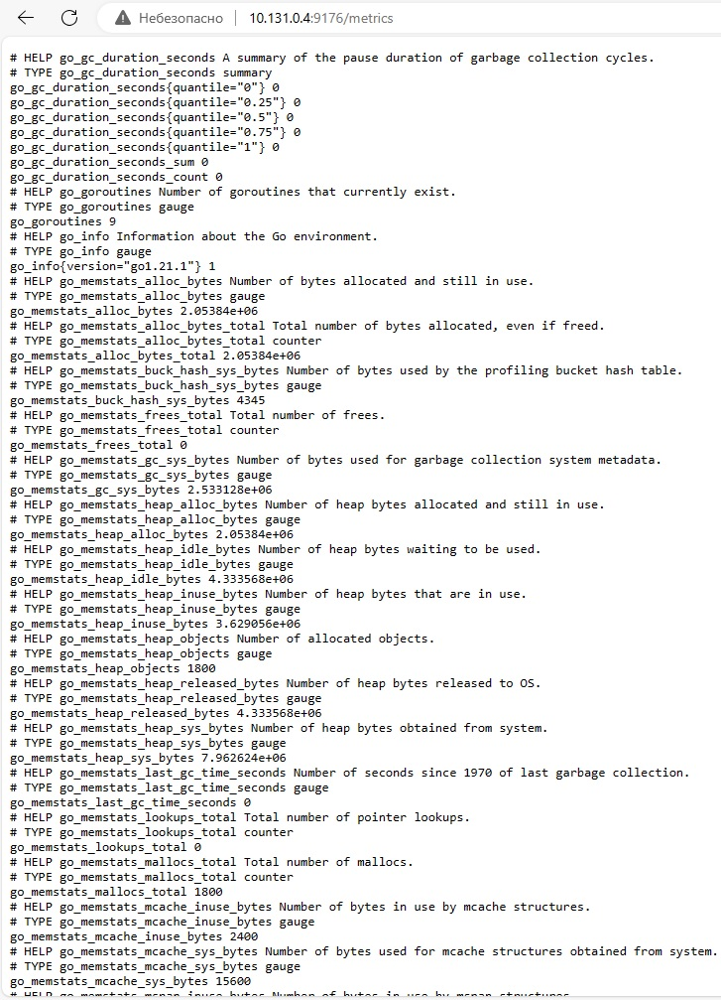 Небезопасно 10.131.0.4:9176/metrics
# HELP go_gc_duration_seconds A summary of the pause duration of garbage collection cycles.
# TYPE go_gc_duration_seconds summary
go_gc_duration_seconds{quantile="0"} 0
go_gc_duration_seconds{quantile="0.25"} 0
go_gc_duration_seconds{quantile="0.5"} 0
go_gc_duration_seconds{quantile="0.75"} 0
go_gc_duration_seconds{quantile="1"} 0
go_gc_duration_seconds_sum 0
go_gc_duration_seconds_count 0
# HELP go_goroutines Number of goroutines that currently exist.
# TYPE go_goroutines gauge
go_goroutines 9
# HELP go_info Information about the Go environment.
# TYPE go_info gauge
go_info{version="go1.21.1"} 1
# HELP go_memstats_alloc_bytes Number of bytes allocated and still in use.
# TYPE go_memstats_alloc_bytes gauge
go_memstats_alloc_bytes 2.05384e+06
# HELP go_memstats_alloc_bytes_total Total number of bytes allocated, even if freed.
# TYPE go_memstats_alloc_bytes_total counter
go_memstats_alloc_bytes_total 2.05384e+06
# HELP go_memstats_buck_hash_sys_bytes Number of bytes used by the profiling bucket hash table.
# TYPE go_memstats_buck_hash_sys_bytes gauge
go_memstats_buck_hash_sys_bytes 4345
# HELP go_memstats_frees_total Total number of frees.
# TYPE go_memstats_frees_total counter
go_memstats_frees_total 0
# HELP go_memstats_gc_sys_bytes Number of bytes used for garbage collection system metadata.
# TYPE go_memstats_gc_sys_bytes gauge
go_memstats_gc_sys_bytes 2.533128e+06
# HELP go_memstats_heap_alloc_bytes Number of heap bytes allocated and still in use.
# TYPE go_memstats_heap_alloc_bytes gauge
go_memstats_heap_alloc_bytes 2.05384e+06
# HELP go_memstats_heap_idle_bytes Number of heap bytes waiting to be used.
# TYPE go_memstats_heap_idle_bytes gauge
go_memstats_heap_idle_bytes 4.333568e+06
# HELP go_memstats_heap_inuse_bytes Number of heap bytes that are in use.
# TYPE go_memstats_heap_inuse_bytes gauge
go_memstats_heap_inuse_bytes 3.629056e+06
# HELP go_memstats_heap_objects Number of allocated objects.
# TYPE go_memstats_heap_objects gauge
go_memstats_heap_objects 1800
# HELP go_memstats_heap_released_bytes Number of heap bytes released to OS.
# TYPE go_memstats_heap_released_bytes gauge
go_memstats_heap_released_bytes 4.333568e+06
# HELP go_memstats_heap_sys_bytes Number of heap bytes obtained from system.
# TYPE go_memstats_heap_sys_bytes gauge
go_memstats_heap_sys_bytes 7.962624e+06
# HELP go_memstats_last_gc_time_seconds Number of seconds since 1970 of last garbage collection.
# TYPE go_memstats_last_gc_time_seconds gauge
go_memstats_last_gc_time_seconds 0
# HELP go_memstats_lookups_total Total number of pointer lookups.
# TYPE go_memstats_lookups_total counter
go_memstats_lookups_total 0
# HELP go_memstats_mallocs_total Total number of mallocs.
# TYPE go_memstats_mallocs_total counter
go_memstats_mallocs_total 1800
# HELP go_memstats_mcache_inuse_bytes Number of bytes in use by mcache structures.
# TYPE go_memstats_mcache_inuse_bytes gauge
go_memstats_mcache_inuse_bytes 2400
# HELP go_memstats_mcache_sys_bytes Number of bytes used for mcache structures obtained from system.
# TYPE go_memstats_mcache_sys_bytes gauge
go_memstats_mcache_sys_bytes 15600
# HELP go_memstats_mspan_inuse_bytes Number of bytes in use by mspan structures.